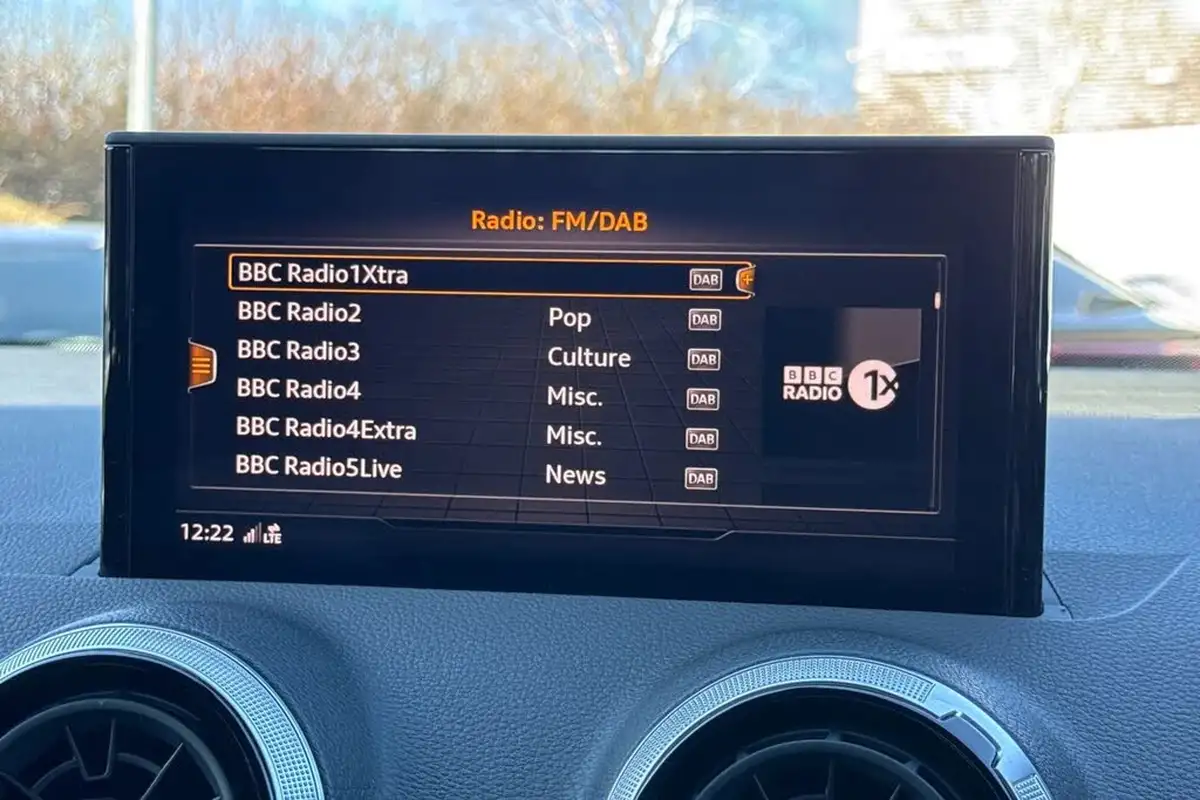 Radio: FM/DAB
BBC Radio1Xtra DAB +
BBC Radio2 Pop DAB
BBC Radio3 Culture DAB
BBC Radio4 Misc. DAB
BBC Radio4Extra Misc. DAB
BBC Radio5Live News DAB
BBC
RADIO 1X
12:22 LTE